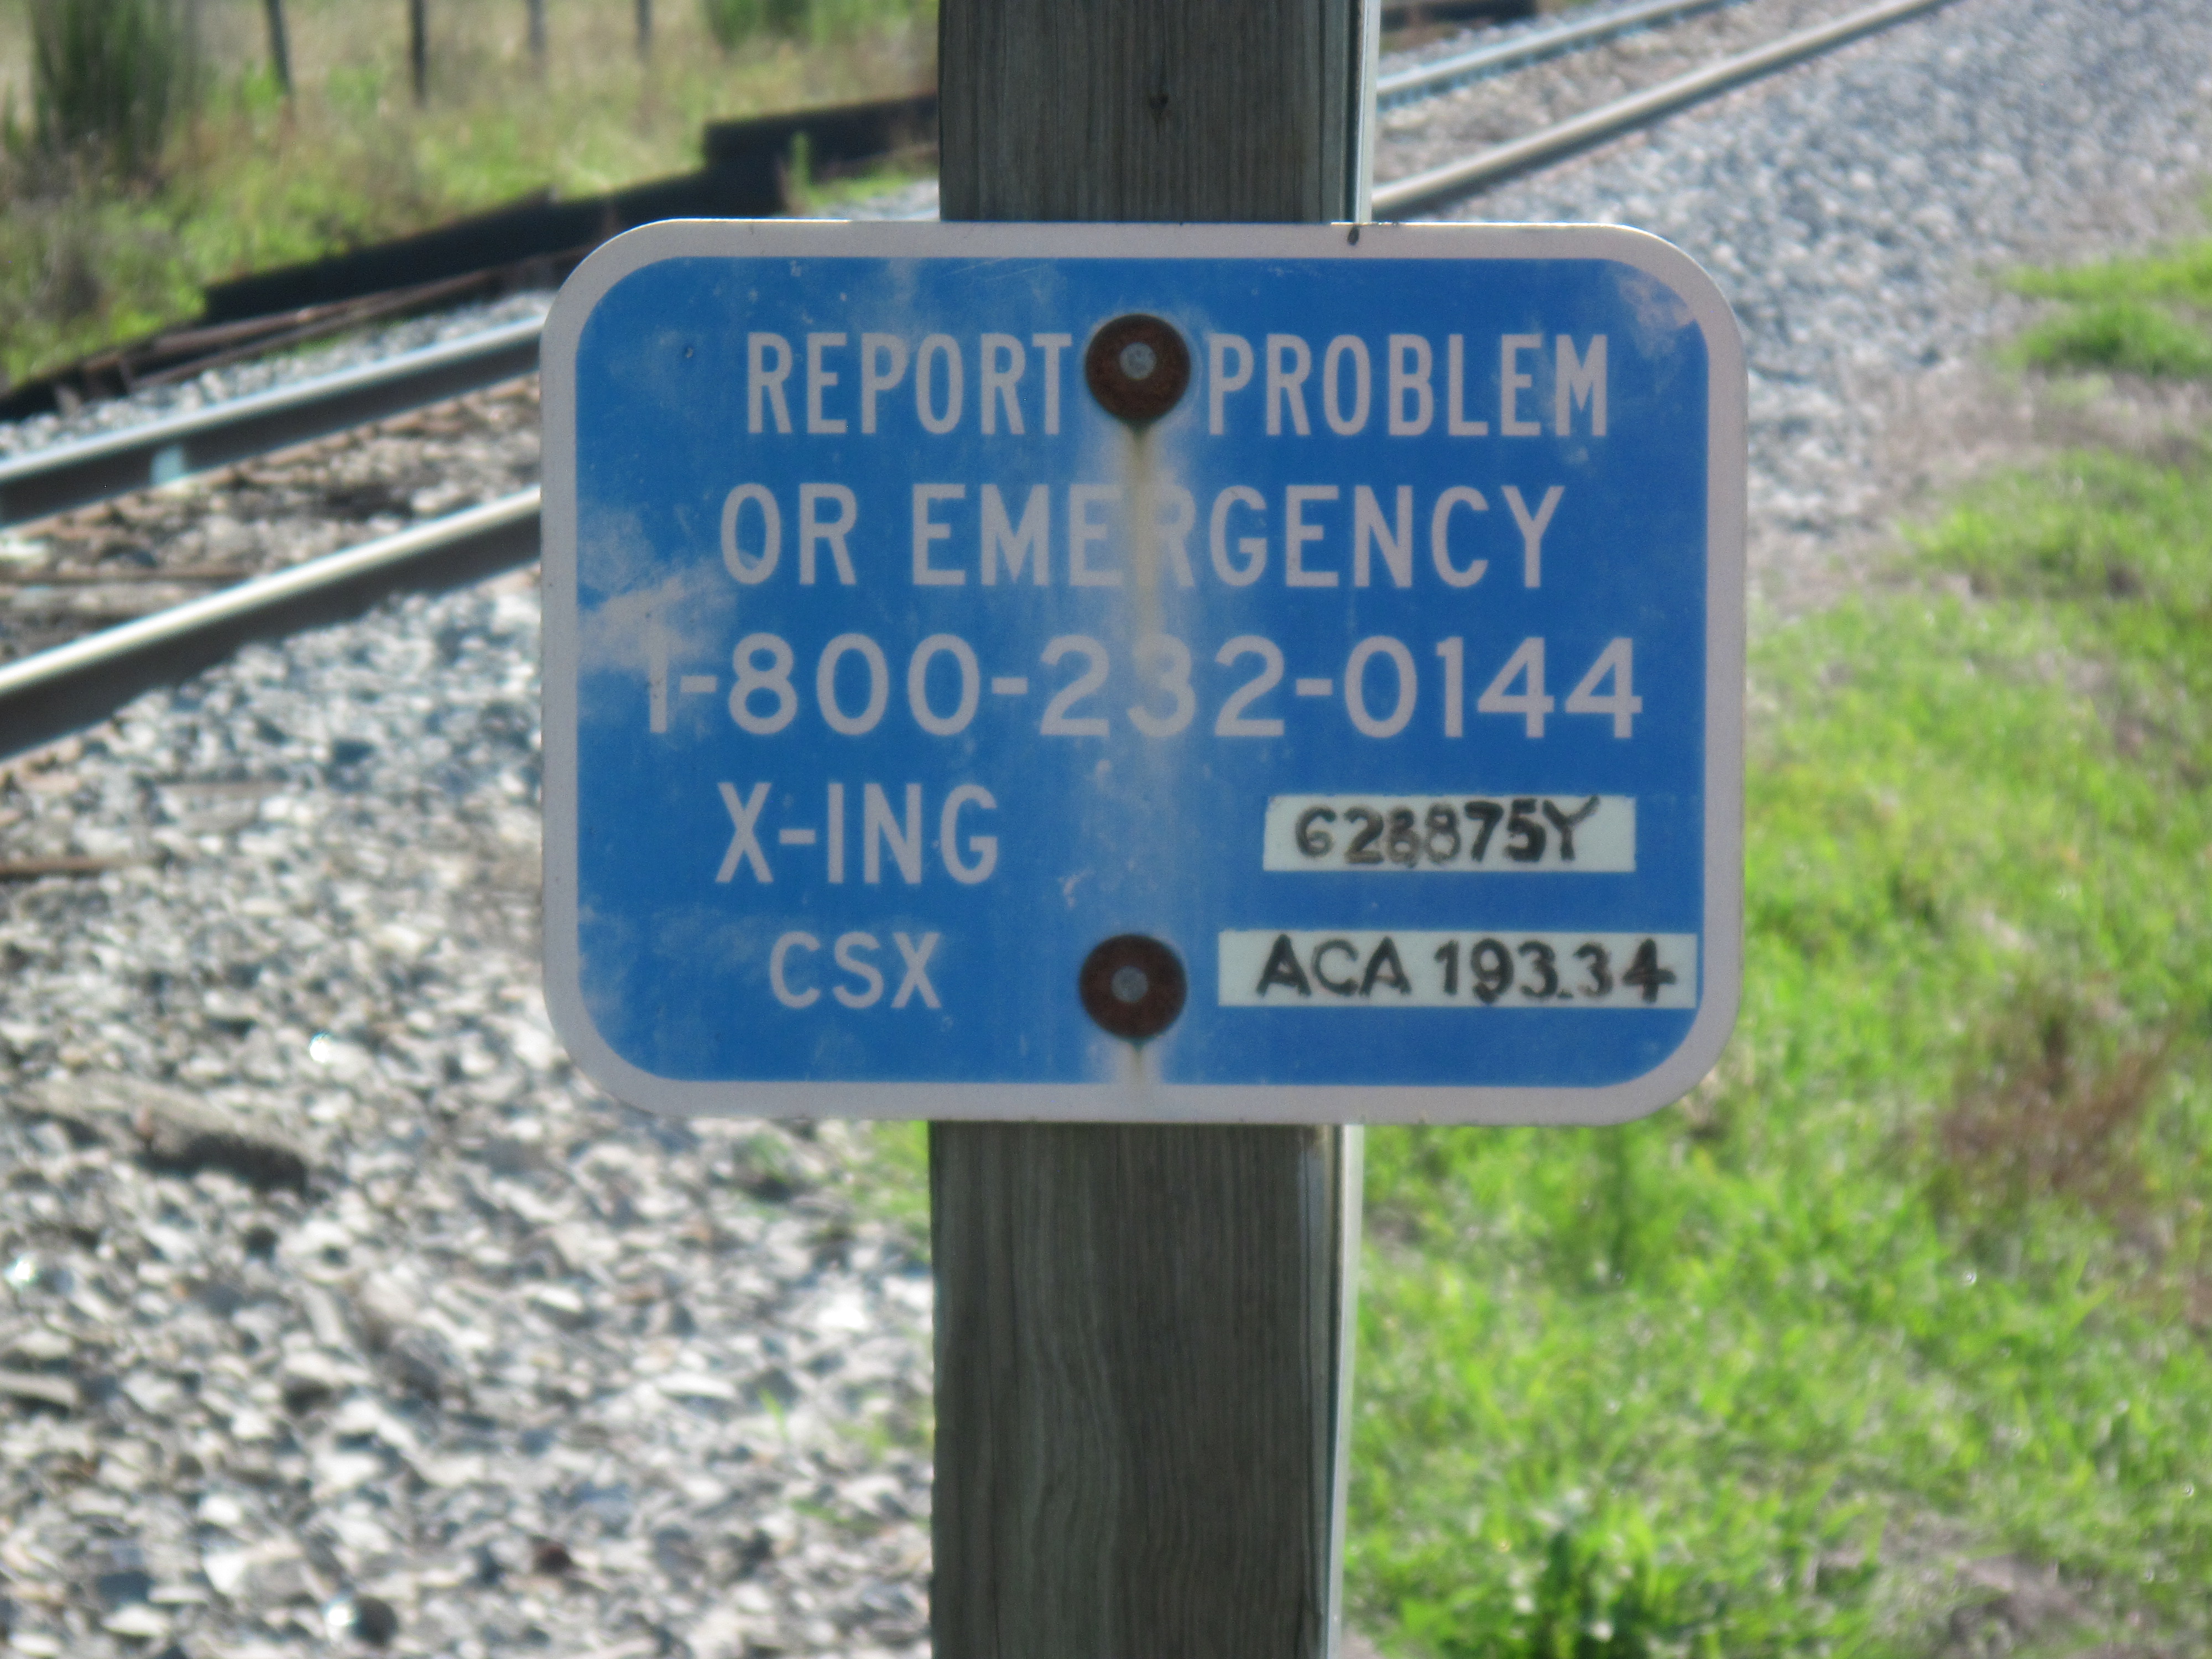 REPORT PROBLEM
OR EMERGENCY
1-800-232-0144
X-ING 628875Y
CSX ACA 193.34